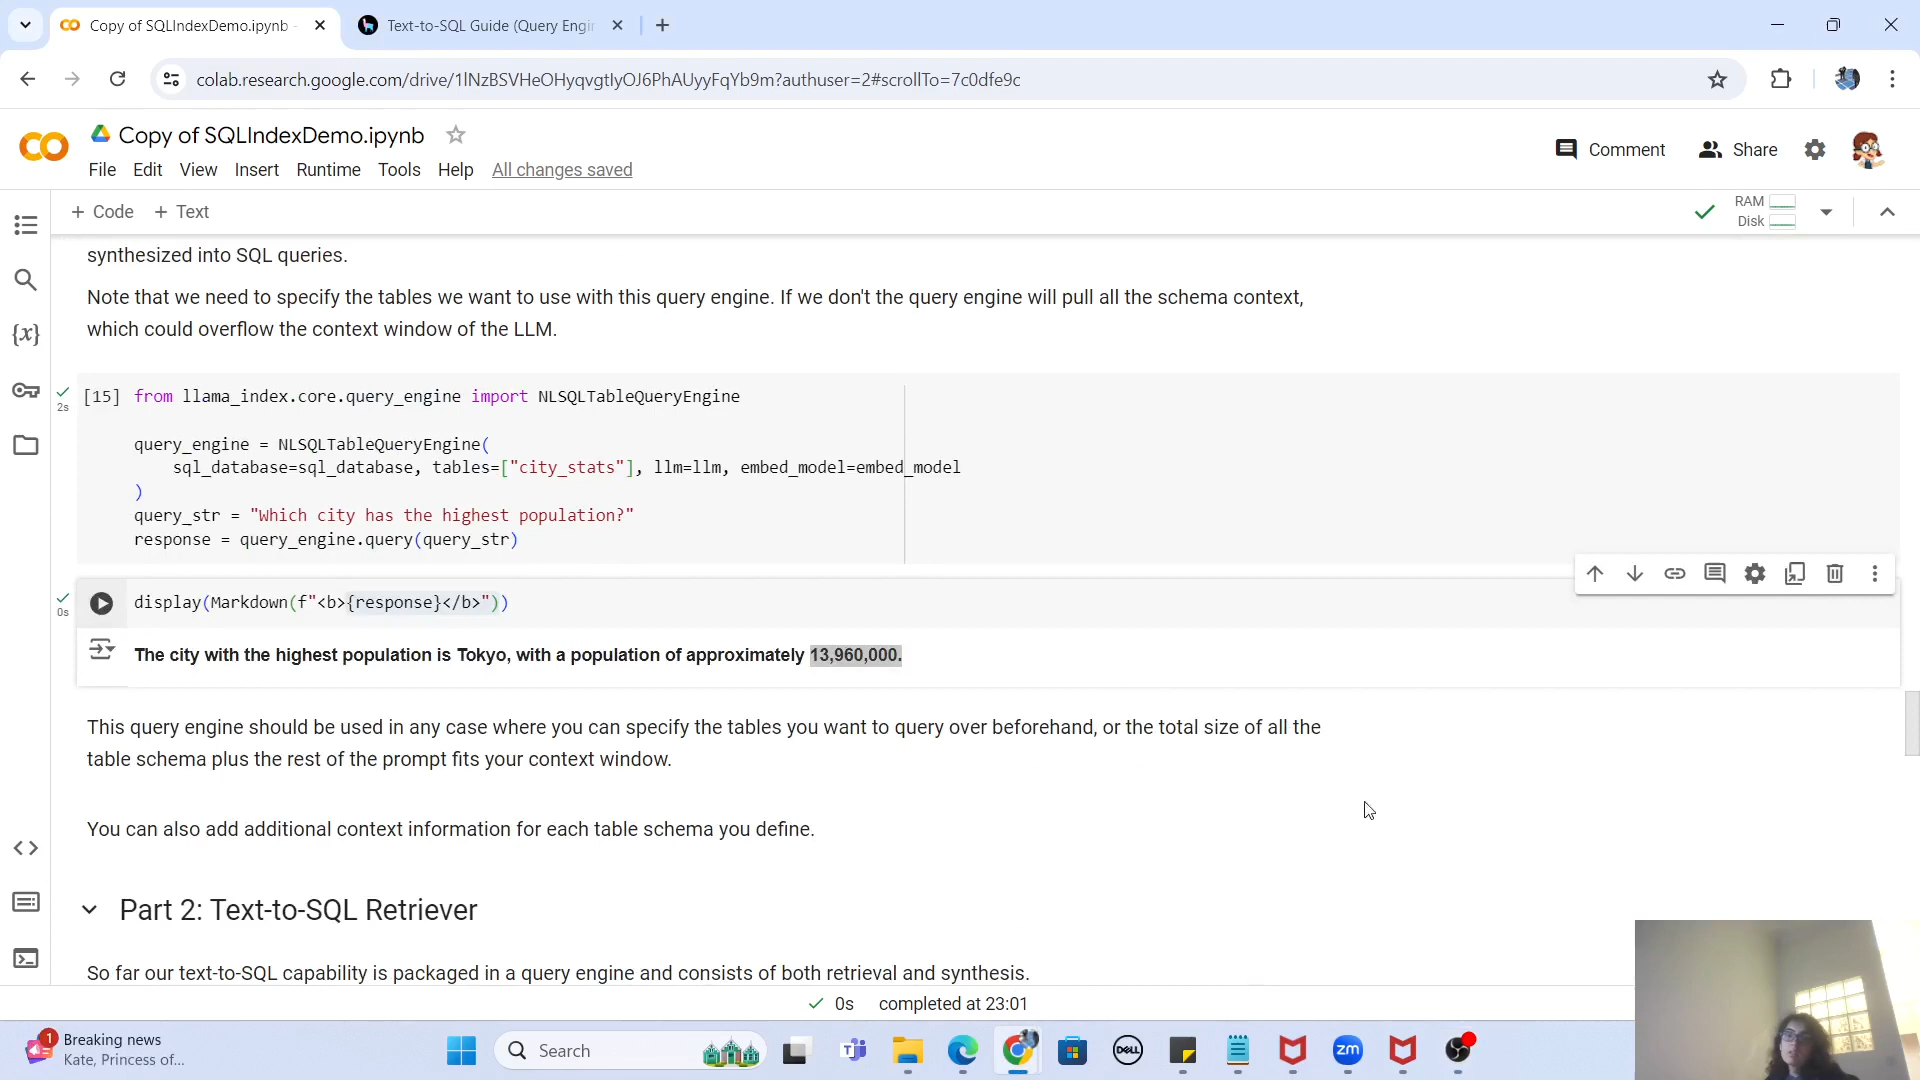 Copy of SQLIndexDemo.ipynb -
Text-to-SQL Guide (Query Engin
colab.research.google.com/drive/1lNzBSVHeOHyqvgtlyOJ6PhAUyyFqYb9m?authuser=2#scrollTo=7c0dfe9c
Copy of SQLIndexDemo.ipynb
Comment
Share
File Edit View Insert Runtime Tools Help All changes saved
+ Code + Text
RAM
Disk
synthesized into SQL queries.
Note that we need to specify the tables we want to use with this query engine. If we don't the query engine will pull all the schema context,
which could overflow the context window of the LLM.
2s
[15] from llama_index.core.query_engine import NLSQLTableQueryEngine
query_engine = NLSQLTableQueryEngine(
sql_database=sql_database, tables=["city_stats"], llm=llm, embed_model=embed_model
)
query_str = "Which city has the highest population?"
response = query_engine.query(query_str)
0s
display(Markdown(f"<b>{response}</b>"))
The city with the highest population is Tokyo, with a population of approximately 13,960,000.
This query engine should be used in any case where you can specify the tables you want to query over beforehand, or the total size of all the
table schema plus the rest of the prompt fits your context window.
You can also add additional context information for each table schema you define.
Part 2: Text-to-SQL Retriever
So far our text-to-SQL capability is packaged in a query engine and consists of both retrieval and synthesis.
0s completed at 23:01
1
Breaking news
Kate, Princess of...
Search
DELL
zm